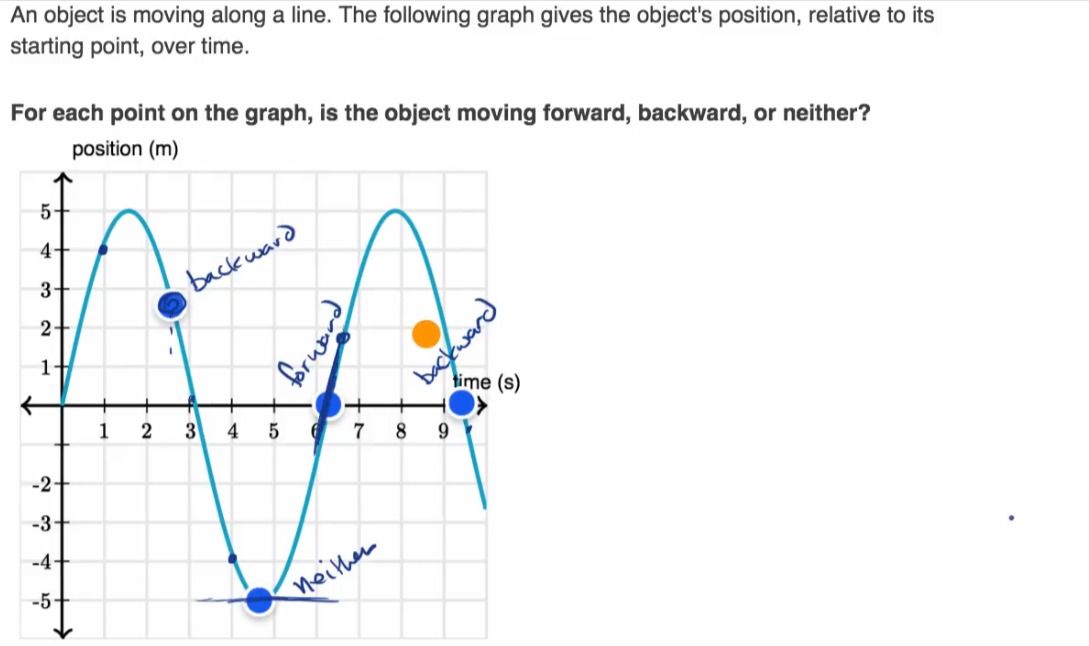 An object is moving along a line. The following graph gives the object's position, relative to its
starting point, over time.
For each point on the graph, is the object moving forward, backward, or neither?
position (m)
5
4
3
2
1
backward
forward
backward
time (s)
1 2 3 4 5 6 7 8 9
-2
-3
-4
-5
neither